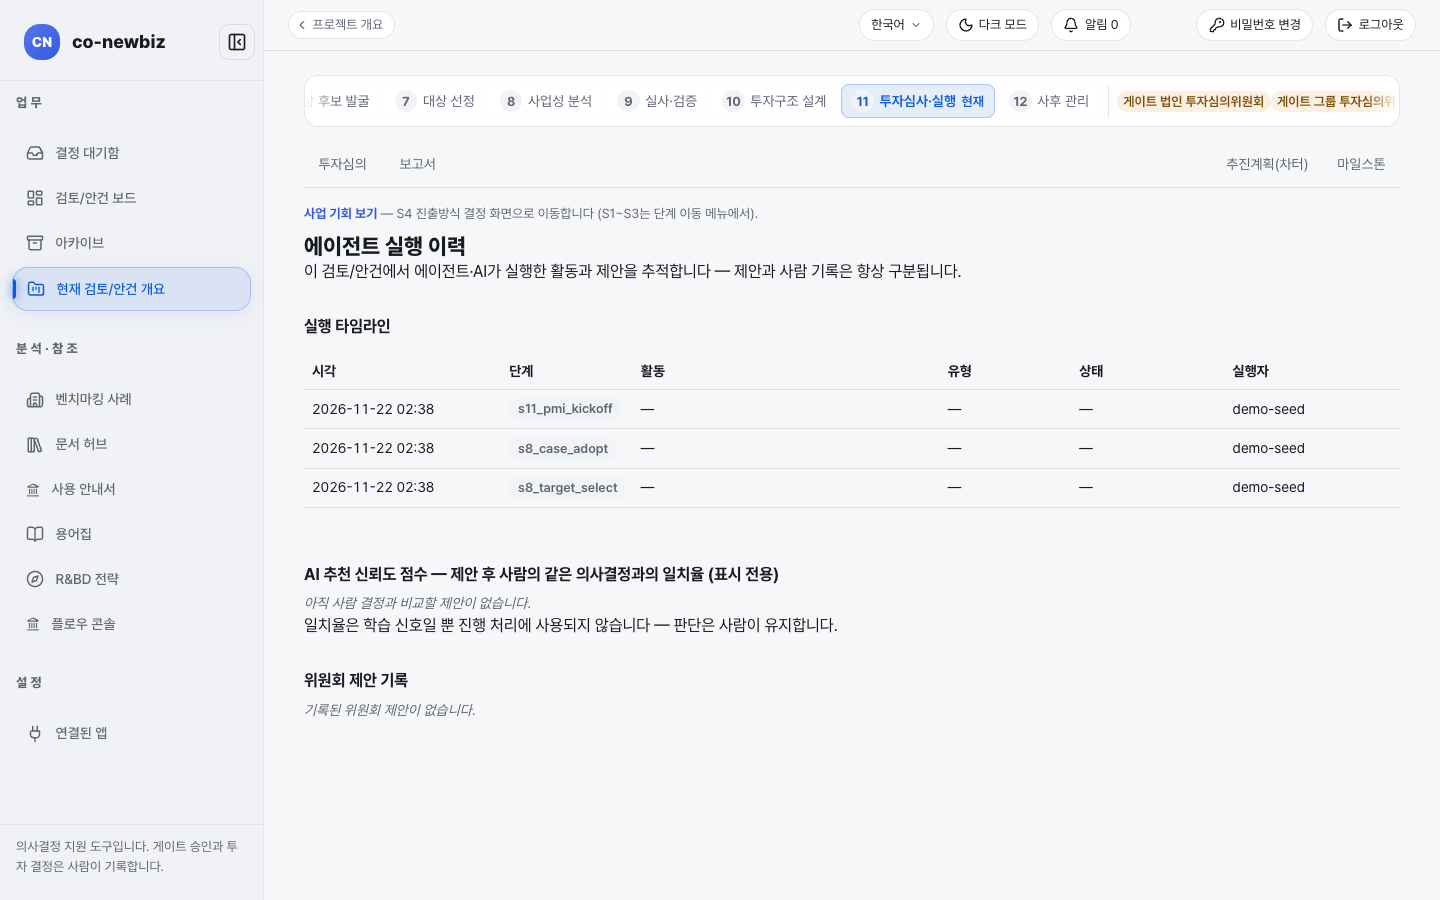 CN co-newbiz
업무
결정 대기함
검토/안건 보드
아카이브
현재 검토/안건 개요
분석·참조
벤치마킹 사례
문서 허브
사용 안내서
용어집
R&BD 전략
플로우 콘솔
설정
연결된 앱
의사결정 지원 도구입니다. 게이트 승인과 투
자 결정은 사람이 기록합니다.
프로젝트 개요 한국어 다크 모드 알림 0 비밀번호 변경 로그아웃
후보 발굴 7 대상 선정 8 사업성 분석 9 실사·검증 10 투자구조 설계 11 투자심사·실행 현재 12 사후 관리 게이트 법인 투자심의위원회 게이트 그룹 투자심의위
투자심의 보고서 추진계획(차터) 마일스톤
사업 기회 보기 — S4 진출방식 결정 화면으로 이동합니다 (S1~S3는 단계 이동 메뉴에서).
에이전트 실행 이력
이 검토/안건에서 에이전트·AI가 실행한 활동과 제안을 추적합니다 — 제안과 사람 기록은 항상 구분됩니다.
실행 타임라인
시각 단계 활동 유형 상태 실행자
2026-11-22 02:38 s11_pmi_kickoff — — — demo-seed
2026-11-22 02:38 s8_case_adopt — — — demo-seed
2026-11-22 02:38 s8_target_select — — — demo-seed
AI 추천 신뢰도 점수 — 제안 후 사람의 같은 의사결정과의 일치율 (표시 전용)
아직 사람 결정과 비교할 제안이 없습니다.
일치율은 학습 신호일 뿐 진행 처리에 사용되지 않습니다 — 판단은 사람이 유지합니다.
위원회 제안 기록
기록된 위원회 제안이 없습니다.